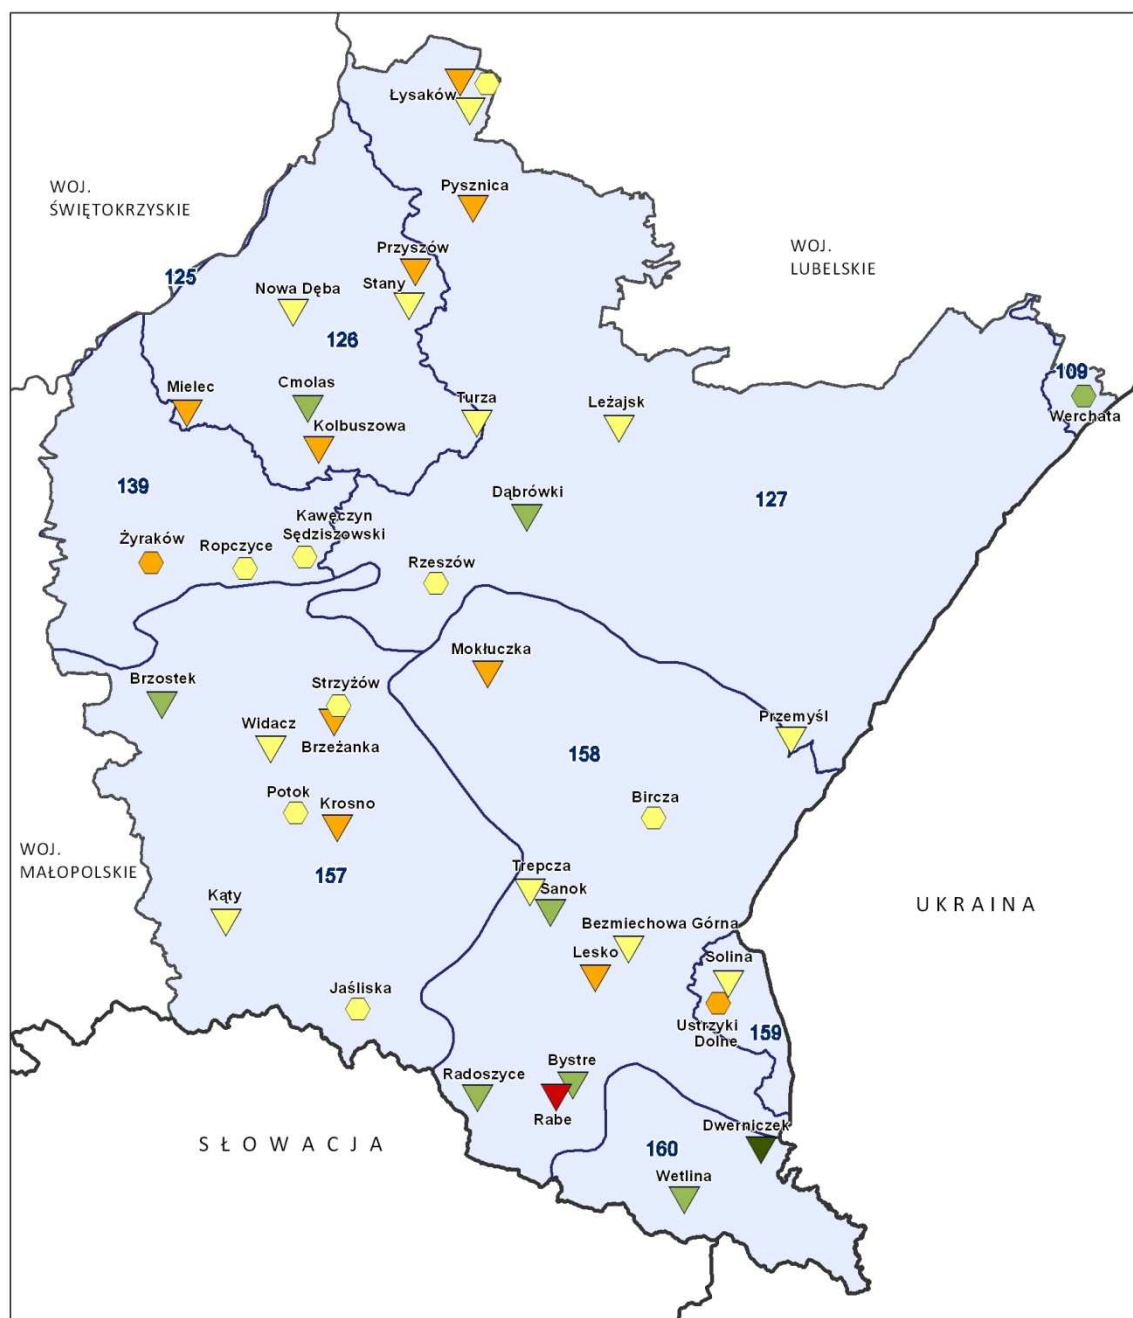 Łysaków
WOJ.
ŚWIĘTOKRZYSKIE
Pysznica
Przyszów
WOJ.
LUBELSKIE
125
Nowa Dęba
Stany
126
109
Mielec
Cmolas
Turza
Leżajsk
Werchata
Kolbuszowa
139
Dąbrówki
127
Kawęczyn
Sędziszowski
Żyraków
Ropczyce
Rzeszów
Mokłuczka
Brzostek
Strzyżów
Widacz
Brzeżanka
Przemyśl
158
Potok
Krosno
Bircza
WOJ.
MAŁOPOLSKIE
157
Trepcza
Sanok
Kąty
UKRAINA
Bezmiechowa Górna
Lesko
Solina
Jaśliska
Ustrzyki
Dolne
159
Radoszyce
Bystre
Rabe
Dwerniczek
SŁOWACJA
160
Wetlina